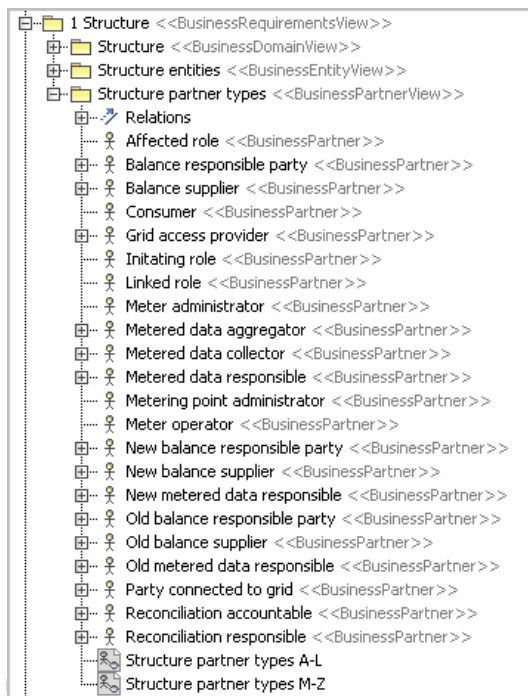 1 Structure <<BusinessRequirementsView>>
Structure <<BusinessDomainView>>
Structure entities <<BusinessEntityView>>
Structure partner types <<BusinessPartnerView>>
Relations
Affected role <<BusinessPartner>>
Balance responsible party <<BusinessPartner>>
Balance supplier <<BusinessPartner>>
Consumer <<BusinessPartner>>
Grid access provider <<BusinessPartner>>
Initating role <<BusinessPartner>>
Linked role <<BusinessPartner>>
Meter administrator <<BusinessPartner>>
Metered data aggregator <<BusinessPartner>>
Metered data collector <<BusinessPartner>>
Metered data responsible <<BusinessPartner>>
Metering point administrator <<BusinessPartner>>
Meter operator <<BusinessPartner>>
New balance responsible party <<BusinessPartner>>
New balance supplier <<BusinessPartner>>
New metered data responsible <<BusinessPartner>>
Old balance responsible party <<BusinessPartner>>
Old balance supplier <<BusinessPartner>>
Old metered data responsible <<BusinessPartner>>
Party connected to grid <<BusinessPartner>>
Reconciliation accountable <<BusinessPartner>>
Reconciliation responsible <<BusinessPartner>>
Structure partner types A-L
Structure partner types M-Z